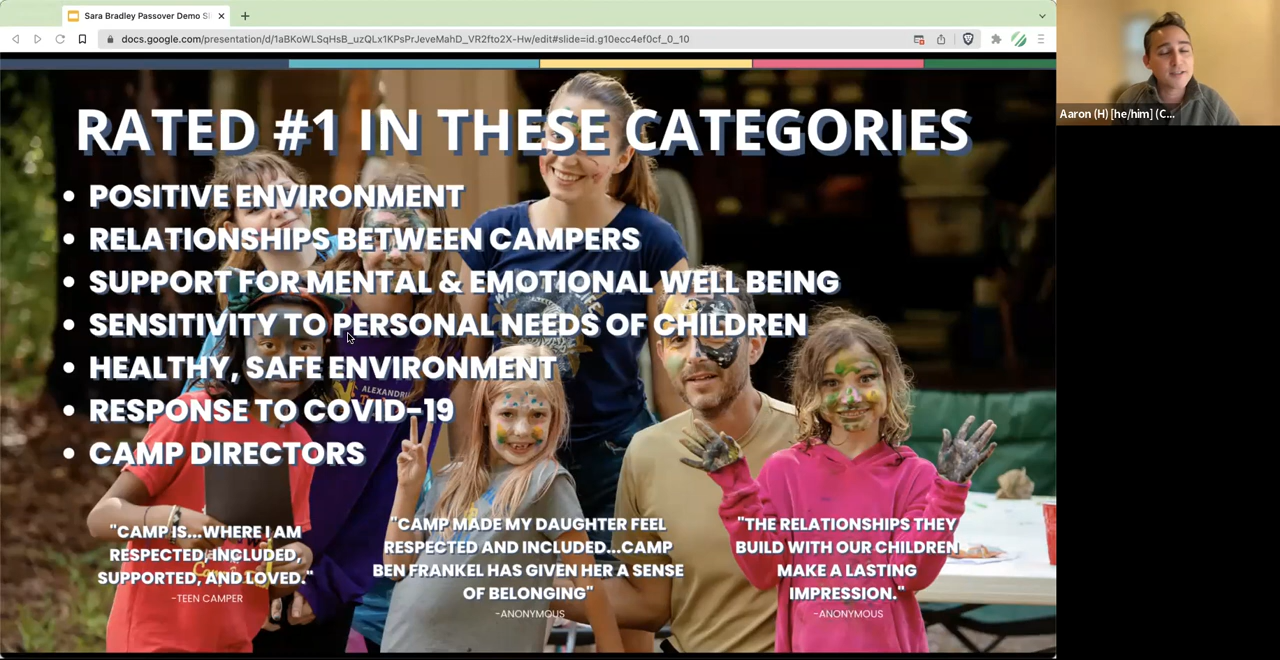 Sara Bradley Passover Demo Sl
docs.google.com/presentation/d/1aBKoWLSqHsB_uzQLx1KPsPrJeveMahD_VR2fto2X-Hw/edit#slide=id.g10ecc4ef0cf_0_10
Aaron (H) [he/him] (C...
RATED #1 IN THESE CATEGORIES
• POSITIVE ENVIRONMENT
• RELATIONSHIPS BETWEEN CAMPERS
• SUPPORT FOR MENTAL & EMOTIONAL WELL BEING
• SENSITIVITY TO PERSONAL NEEDS OF CHILDREN
• HEALTHY, SAFE ENVIRONMENT
• RESPONSE TO COVID-19
• CAMP DIRECTORS
ALEXANDRI
"CAMP IS...WHERE I AM
RESPECTED, INCLUDED,
SUPPORTED, AND LOVED."
-TEEN CAMPER
"CAMP MADE MY DAUGHTER FEEL
RESPECTED AND INCLUDED...CAMP
BEN FRANKEL HAS GIVEN HER A SENSE
OF BELONGING"
-ANONYMOUS
"THE RELATIONSHIPS THEY
BUILD WITH OUR CHILDREN
MAKE A LASTING
IMPRESSION."
-ANONYMOUS